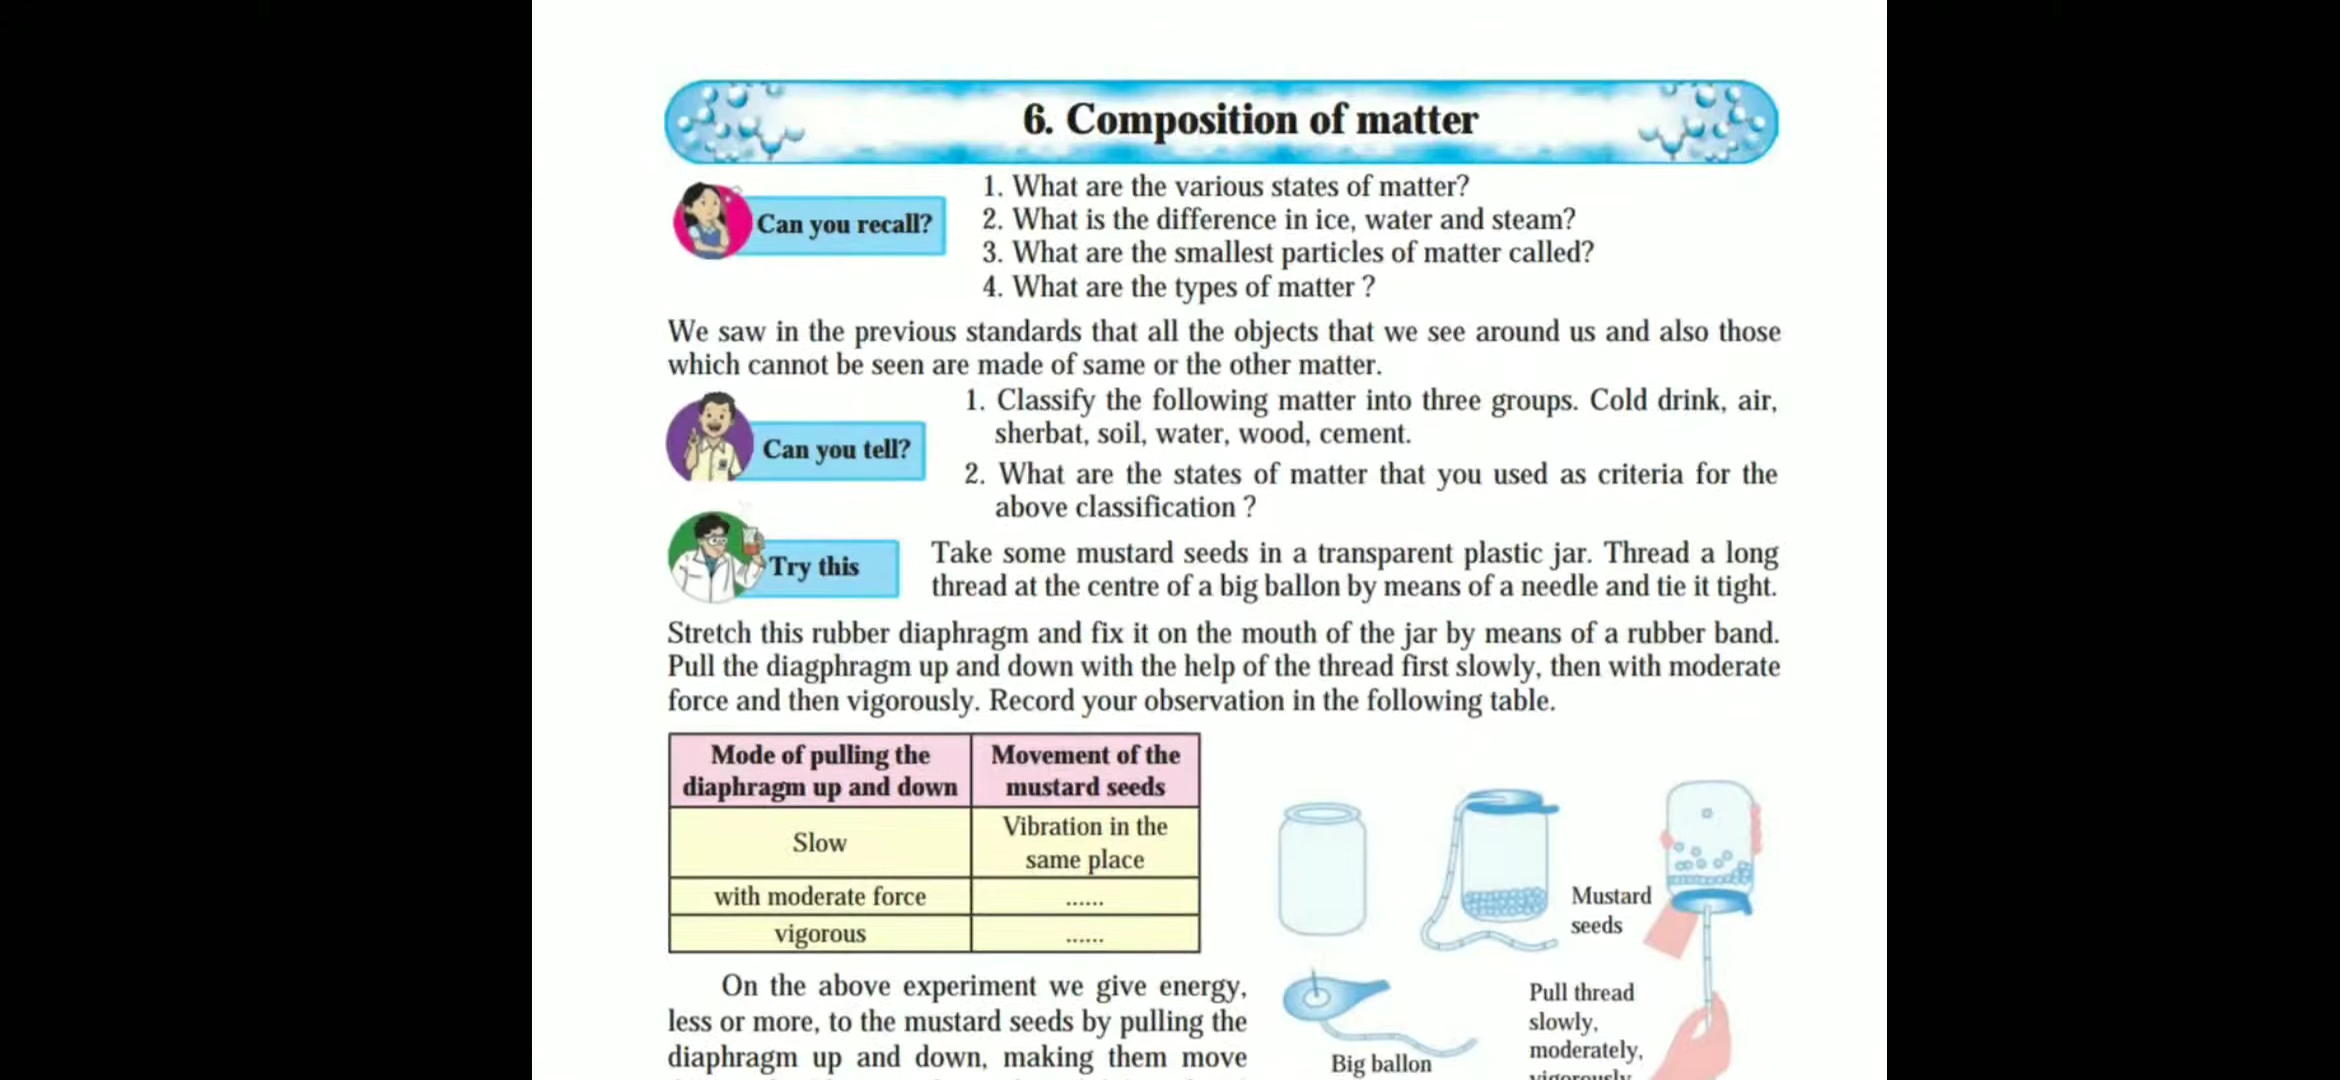 6. Composition of matter
Can you recall?
1. What are the various states of matter?
2. What is the difference in ice, water and steam?
3. What are the smallest particles of matter called?
4. What are the types of matter ?
We saw in the previous standards that all the objects that we see around us and also those
which cannot be seen are made of same or the other matter.
Can you tell?
1. Classify the following matter into three groups. Cold drink, air,
sherbat, soil, water, wood, cement.
2. What are the states of matter that you used as criteria for the
above classification ?
Try this
Take some mustard seeds in a transparent plastic jar. Thread a long
thread at the centre of a big ballon by means of a needle and tie it tight.
Stretch this rubber diaphragm and fix it on the mouth of the jar by means of a rubber band.
Pull the diagphragm up and down with the help of the thread first slowly, then with moderate
force and then vigorously. Record your observation in the following table.
Mode of pulling the
diaphragm up and down
Movement of the
mustard seeds
Slow
Vibration in the
same place
with moderate force
......
vigorous
......
Mustard
seeds
On the above experiment we give energy,
less or more, to the mustard seeds by pulling the
diaphragm up and down, making them move
Big ballon
Pull thread
slowly,
moderately,
vigorously